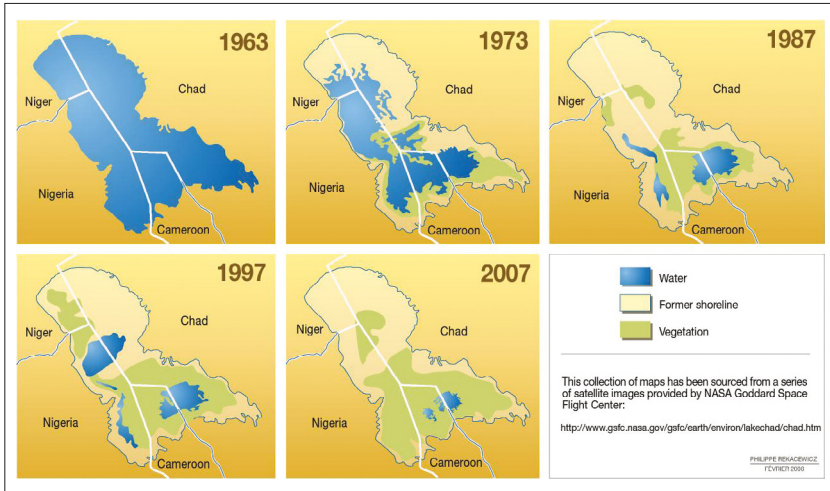 1963
Chad
Niger
Nigeria
Cameroon
1973
Chad
Niger
Nigeria
Cameroon
1987
Chad
Niger
Nigeria
Cameroon
1997
Chad
Niger
Nigeria
Cameroon
2007
Chad
Niger
Nigeria
Cameroon
Water
Former shoreline
Vegetation
This collection of maps has been sourced from a series
of satellite images provided by NASA Goddard Space
Flight Center:
http://www.gsfc.nasa.gov/gsfc/earth/environ/lakechad/chad.htm
PHILIPPE REKACEWICZ
FÉVRIER 2006